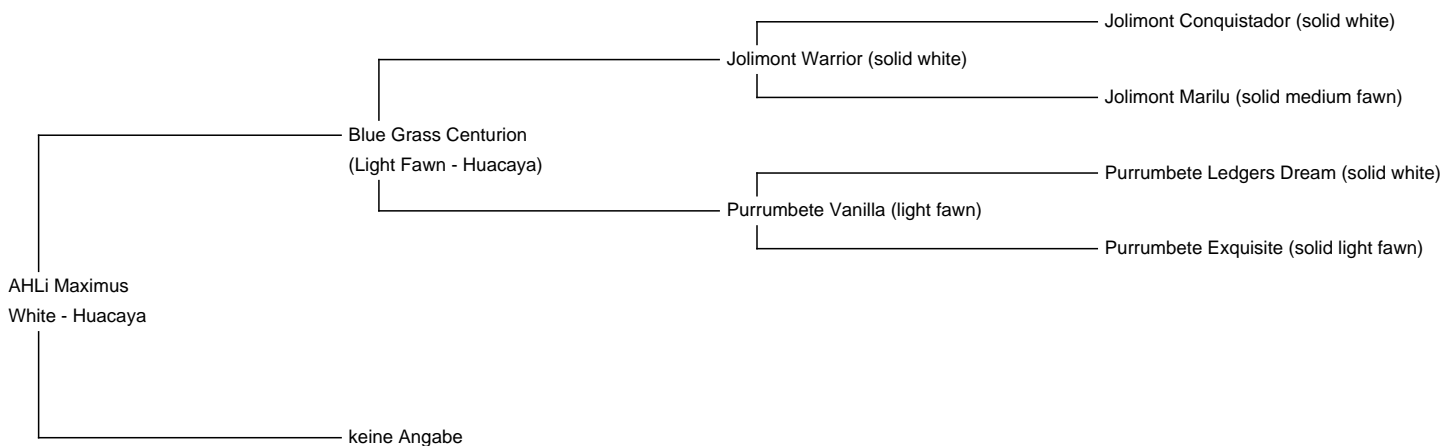 Jolimont Conquistador (solid white)
Jolimont Warrior (solid white)
Jolimont Marilu (solid medium fawn)
Blue Grass Centurion
(Light Fawn - Huacaya)
Purrumbete Ledgers Dream (solid white)
Purrumbete Vanilla (light fawn)
Purrumbete Exquisite (solid light fawn)
AHLi Maximus
White - Huacaya
keine Angabe